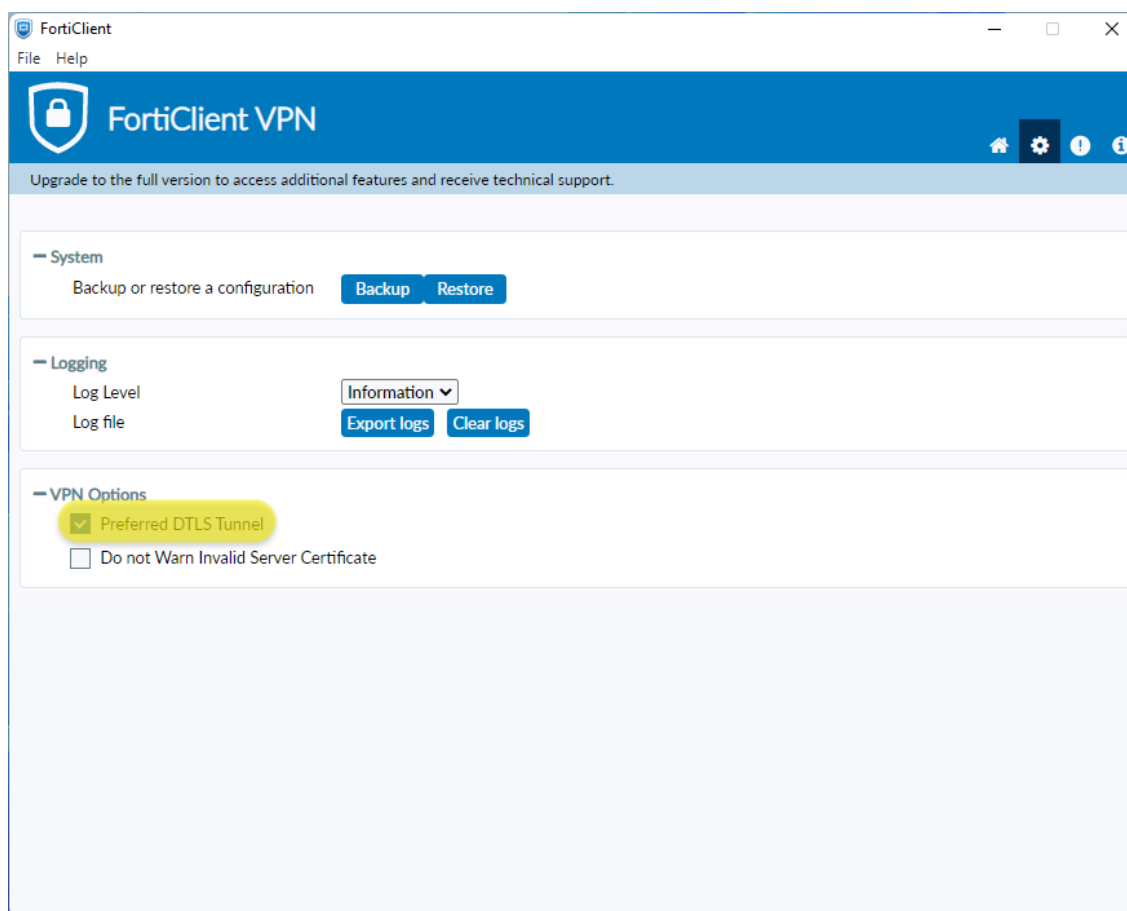 FortiClient
File Help
FortiClient VPN
Upgrade to the full version to access additional features and receive technical support.
System
Backup or restore a configuration Backup Restore
Logging
Log Level Information
Log file Export logs Clear logs
VPN Options
Preferred DTLS Tunnel
Do not Warn Invalid Server Certificate